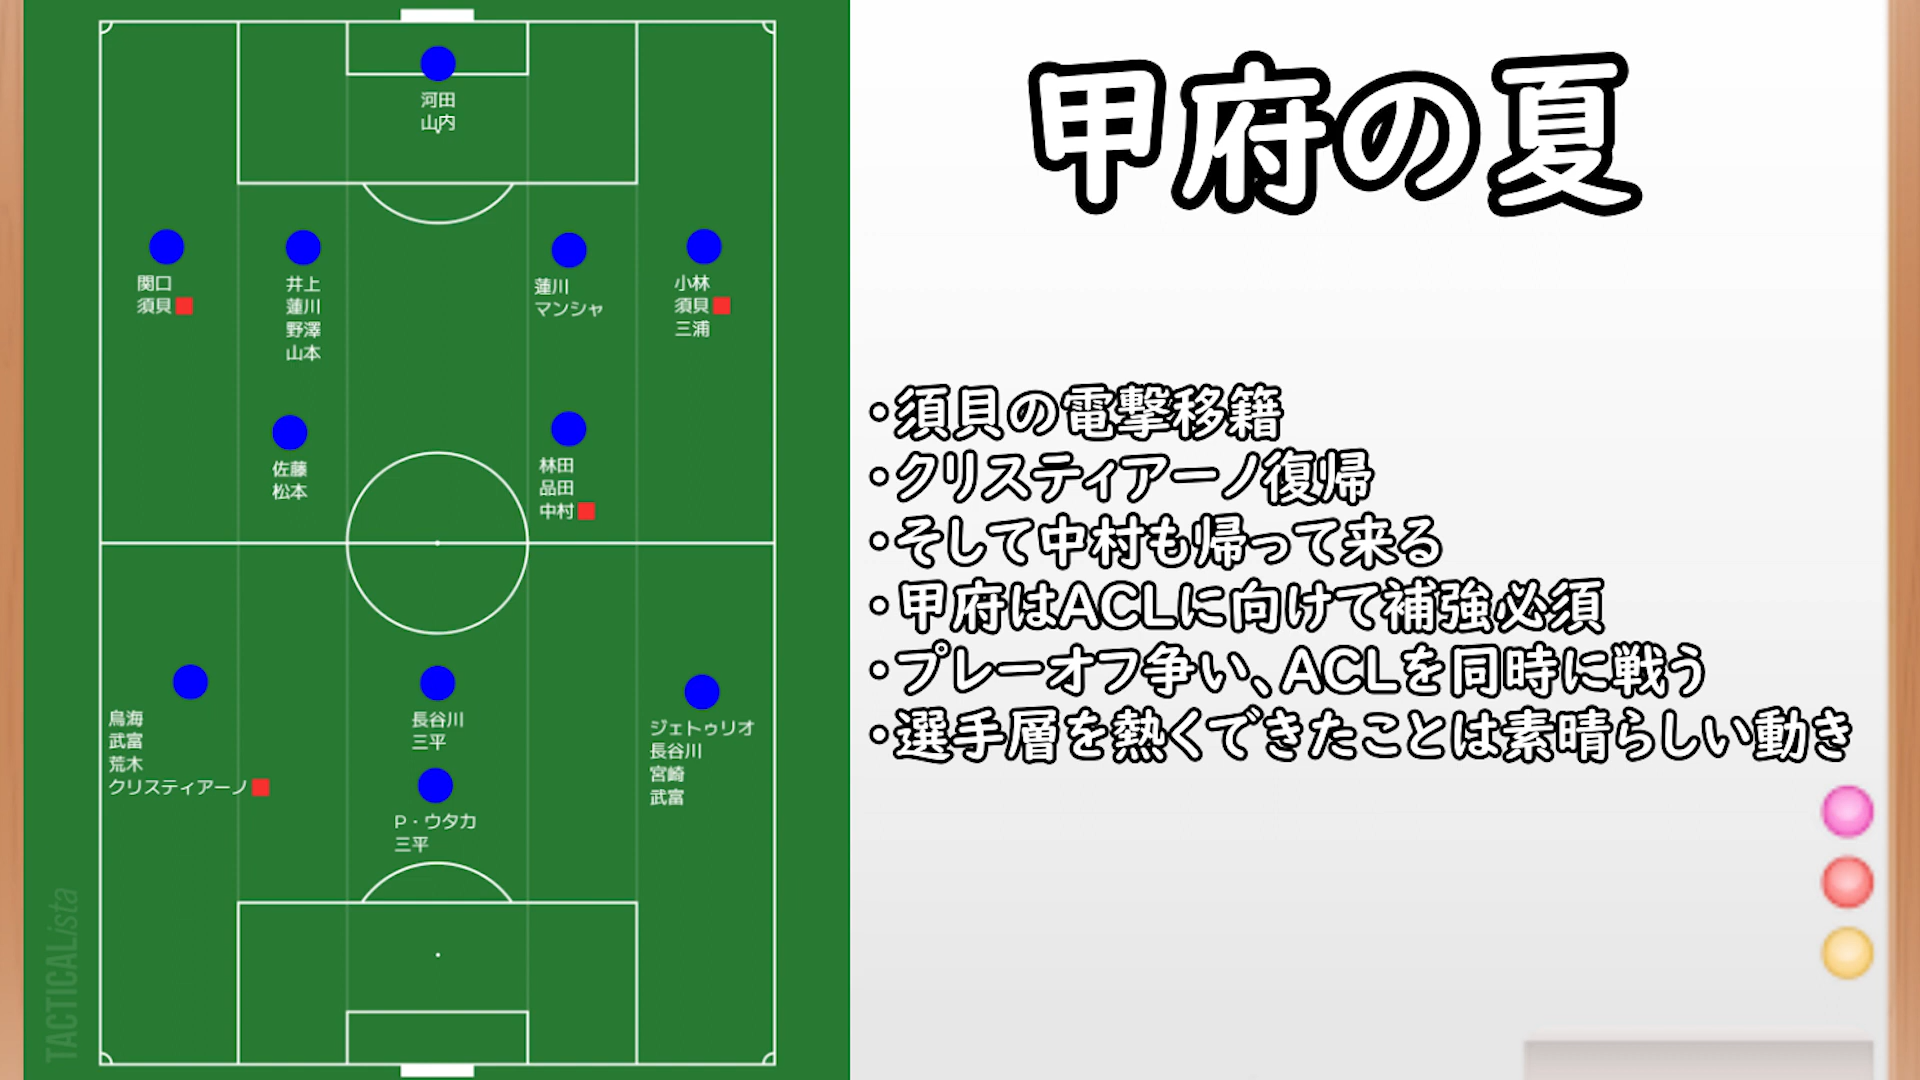 河田
山内
関口
須貝
井上
蓮川
野澤
山本
蓮川
マンシャ
小林
須貝
三浦
佐藤
松本
林田
品田
中村
鳥海
武富
荒木
クリスティアーノ
長谷川
三平
P・ウタカ
三平
ジェトゥリオ
長谷川
宮崎
武富
TACTICALista
甲府の夏
・須貝の電撃移籍
・クリスティアーノ復帰
・そして中村も帰って来る
・甲府はACLに向けて補強必須
・プレーオフ争い、ACLを同時に戦う
・選手層を熱くできたことは素晴らしい動き